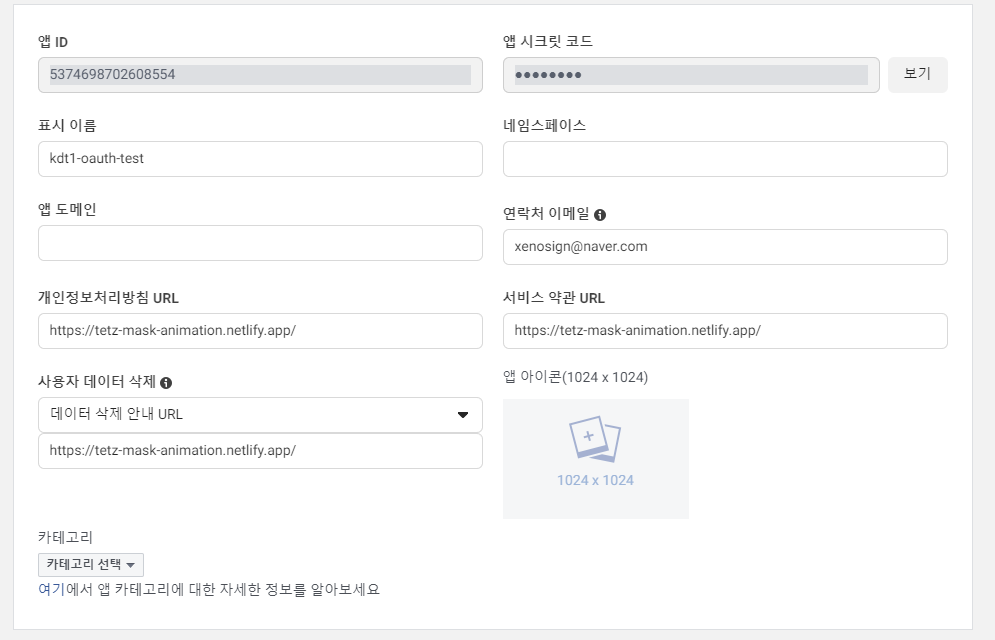 앱 ID
5374698702608554
앱 시크릿 코드
●●●●●●●●
보기
표시 이름
kdt1-oauth-test
네임스페이스
앱 도메인
연락처 이메일
xenosign@naver.com
개인정보처리방침 URL
https://tetz-mask-animation.netlify.app/
서비스 약관 URL
https://tetz-mask-animation.netlify.app/
사용자 데이터 삭제
데이터 삭제 안내 URL
https://tetz-mask-animation.netlify.app/
앱 아이콘(1024 x 1024)
1024 x 1024
카테고리
카테고리 선택
여기에서 앱 카테고리에 대한 자세한 정보를 알아보세요